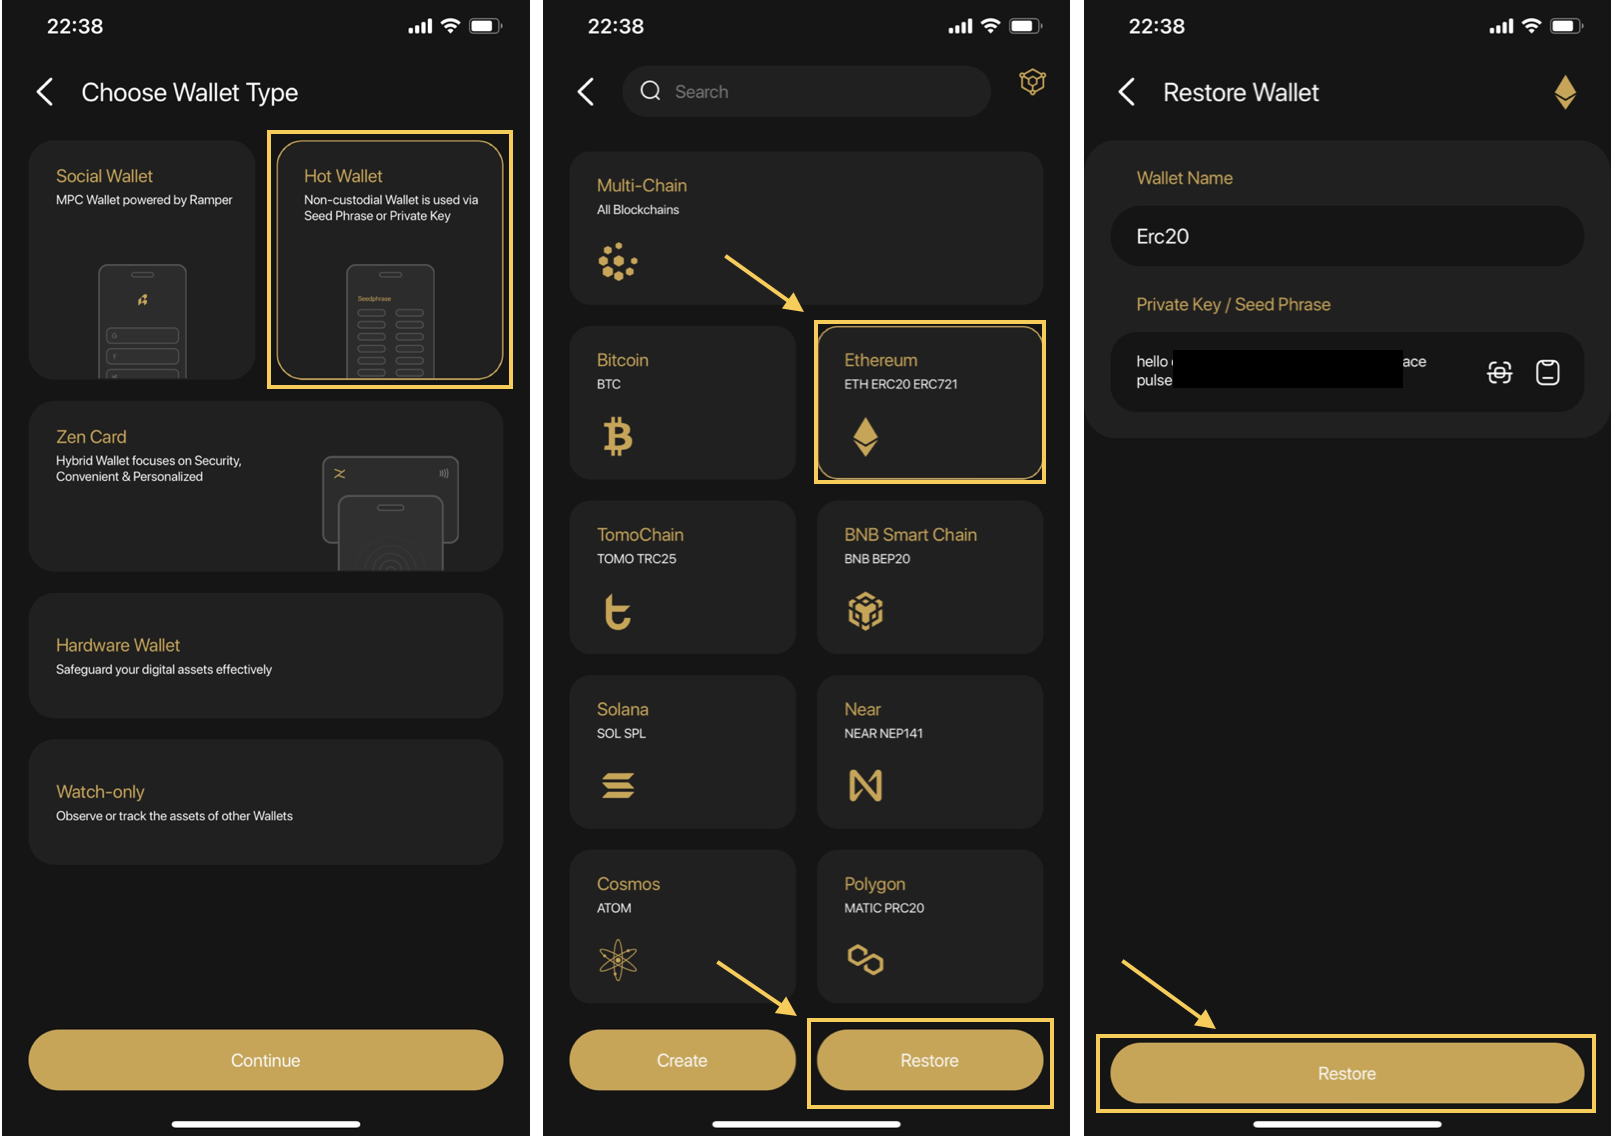 22:38
Choose Wallet Type
Social Wallet
MPC Wallet powered by Ramper
Hot Wallet
Non-custodial Wallet is used via
Seed Phrase or Private Key
Seedphrase
Zen Card
Hybrid Wallet focuses on Security,
Convenient & Personalized
Hardware Wallet
Safeguard your digital assets effectively
Watch-only
Observe or track the assets of other Wallets
Continue
22:38
Search
Multi-Chain
All Blockchains
Bitcoin
BTC
Ethereum
ETH ERC20 ERC721
TomoChain
TOMO TRC25
BNB Smart Chain
BNB BEP20
Solana
SOL SPL
Near
NEAR NEP141
Cosmos
ATOM
Polygon
MATIC PRC20
Create
Restore
22:38
Restore Wallet
Wallet Name
Erc20
Private Key / Seed Phrase
hello ace
pulse
Restore